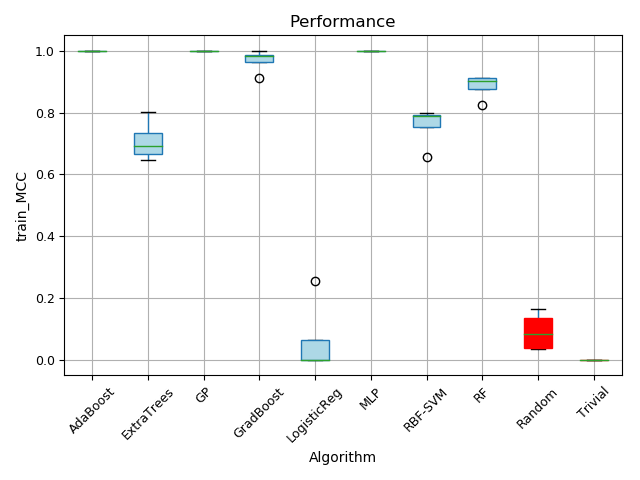 Performance
train_MCC
1.0
0.8
0.6
0.4
0.2
0.0
AdaBoost
ExtraTrees
GP
GradBoost
LogisticReg
MLP
RBF-SVM
RF
Random
Trivial
Algorithm